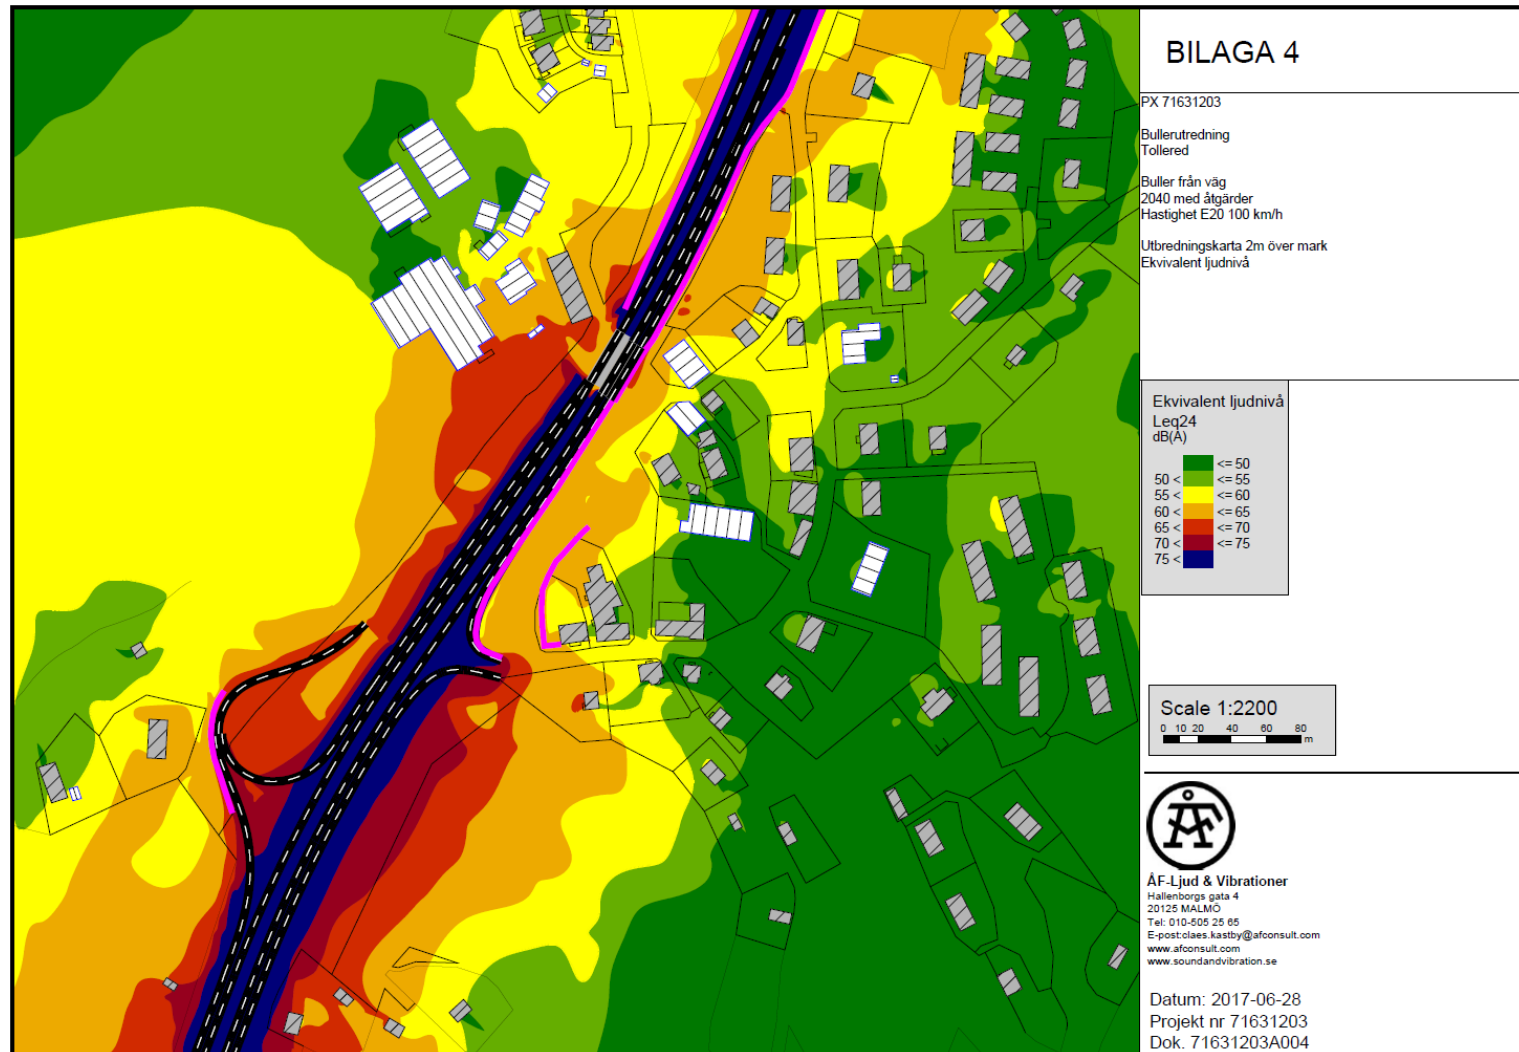 BILAGA 4
PX 71631203
Bullerutredning
Tollered
Buller från väg
2040 med åtgärder
Hastighet E20 100 km/h
Utbredningskarta 2m över mark
Ekvivalent ljudnivå
Ekvivalent ljudnivå
Leq24
dB(A)
<= 50
50 < <= 55
55 < <= 60
60 < <= 65
65 < <= 70
70 < <= 75
75 <
Scale 1:2200
0 10 20 40 60 80
m
ÅF
ÅF-Ljud & Vibrationer
Hallenborgs gata 4
20125 MALMÖ
Tel: 010-505 25 65
E-post:claes.kastby@afconsult.com
www.afconsult.com
www.soundandvibration.se
Datum: 2017-06-28
Projekt nr 71631203
Dok. 71631203A004